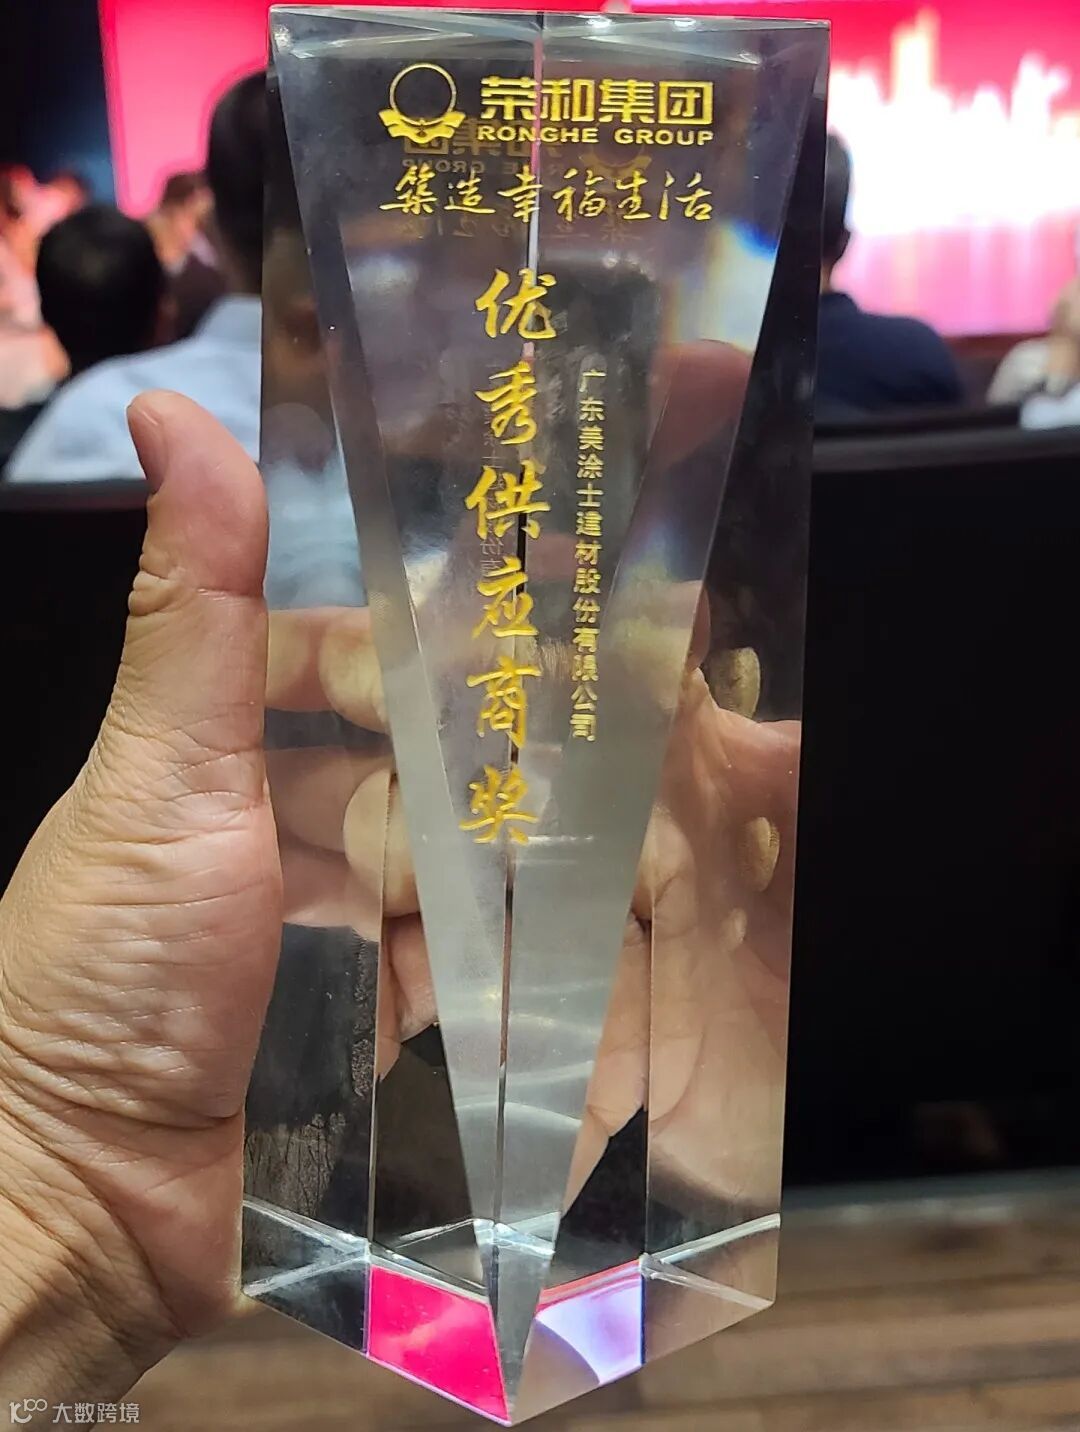 荣和集团
RONGHE GROUP
筑造幸福生活
优秀供应商奖
广东美涂士建材股份有限公司
大数跨境